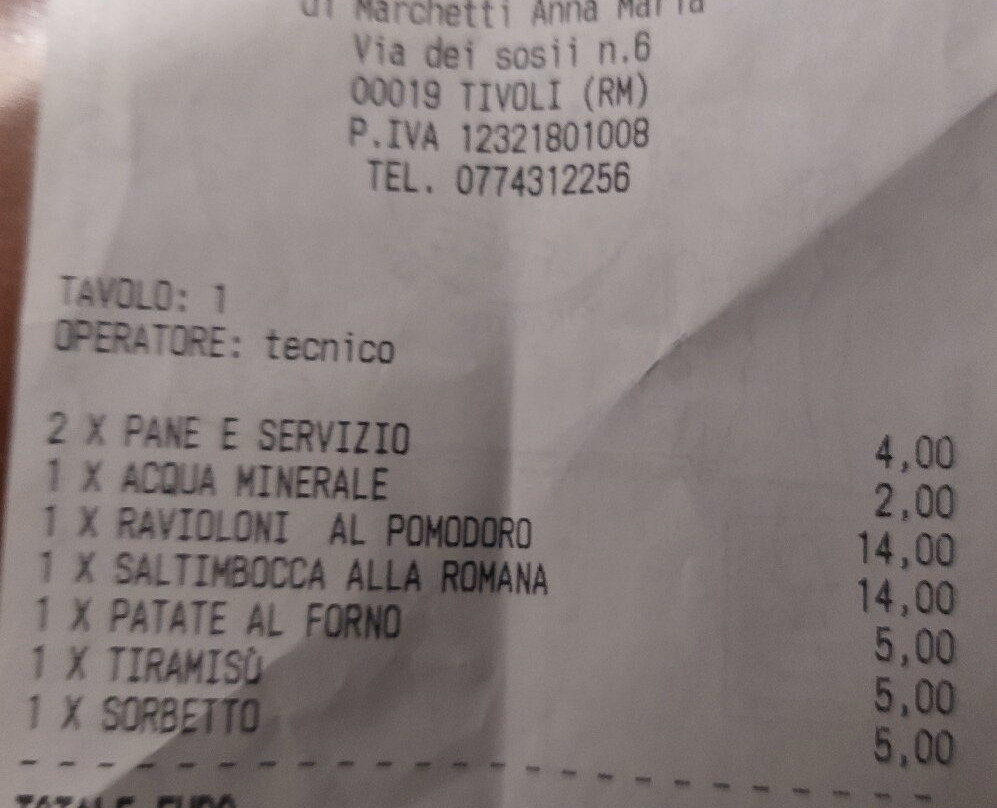 di Marchetti Anna Maria
Via dei sosii n.6
00019 TIVOLI (RM)
P.IVA 12321801008
TEL. 0774312256
TAVOLO: 1
OPERATORE: tecnico
2 X PANE E SERVIZIO 4,00
1 X ACQUA MINERALE 2,00
1 X RAVIOLONI AL POMODORO 14,00
1 X SALTIMBOCCA ALLA ROMANA 14,00
1 X PATATE AL FORNO 5,00
1 X TIRAMISÙ 5,00
1 X SORBETTO 5,00
TOTALE EURO